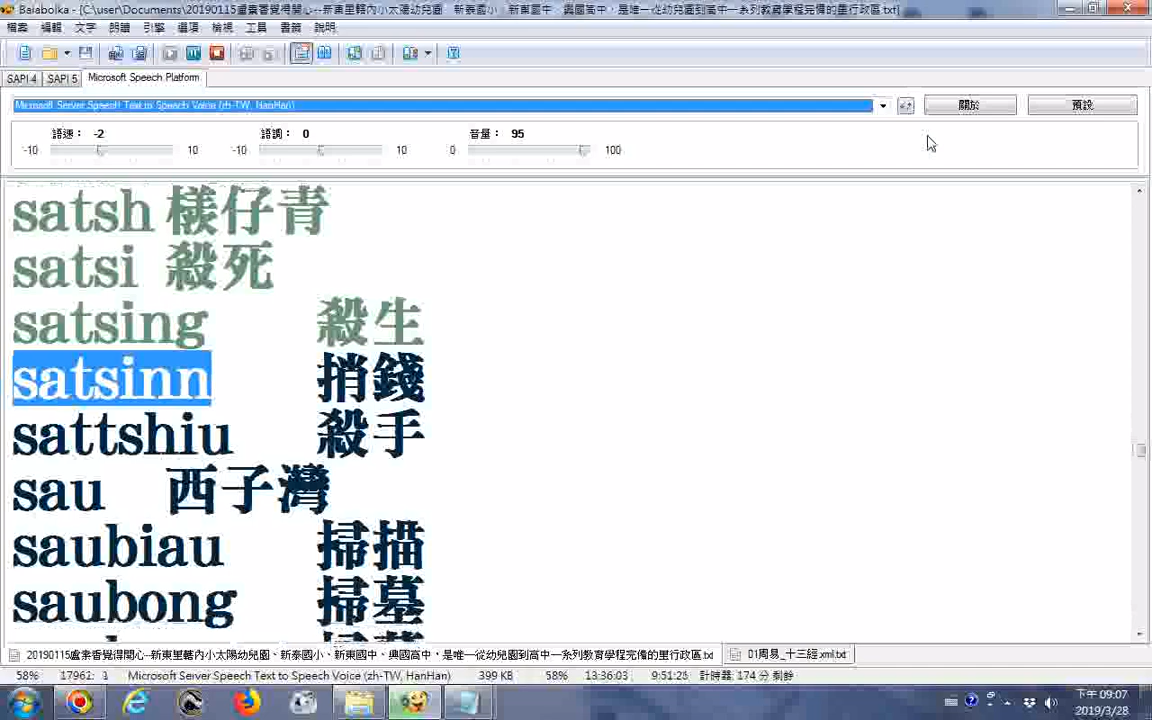 Balabolka - [C:\user\Documents\20190115盧素香覺得開心--新東里轄內小太陽幼兒園、新泰國小、新東國中、興國高中，是唯一從幼兒園到高中一系列教育學程完備的里行政區.txt]
檔案 編輯 文字 朗讀 引擎 選項 檢視 工具 書籤 說明
SAPI 4 SAPI 5 Microsoft Speech Platform
Microsoft Server Speech Text to Speech Voice (zh-TW, HanHan) 關於 預設
語速： -2 語調： 0 音量： 95
-10 10 -10 10 0 100
satsh 檨仔青
satsi 殺死
satsing 殺生
satsinn 捎錢
sattshiu 殺手
sau 西子灣
saubiau 掃描
saubong 掃墓
20190115盧素香覺得開心--新東里轄內小太陽幼兒園、新泰國小、新東國中、興國高中，是唯一從幼兒園到高中一系列教育學程完備的里行政區.txt 01周易_十三經.xml.txt
58% 17962: 1 Microsoft Server Speech Text to Speech Voice (zh-TW, HanHan) 399 KB 58% 13:36:03 9:51:28 計時器: 174 分 剩餘
下午 09:07
2019/3/28